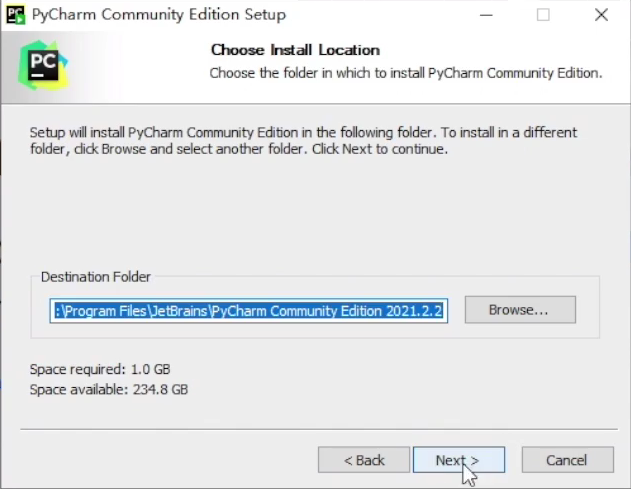 PyCharm Community Edition Setup
PC
Choose Install Location
Choose the folder in which to install PyCharm Community Edition.
Setup will install PyCharm Community Edition in the following folder. To install in a different
folder, click Browse and select another folder. Click Next to continue.
Destination Folder
:\Program Files\JetBrains\PyCharm Community Edition 2021.2.2
Browse...
Space required: 1.0 GB
Space available: 234.8 GB
< Back Next > Cancel